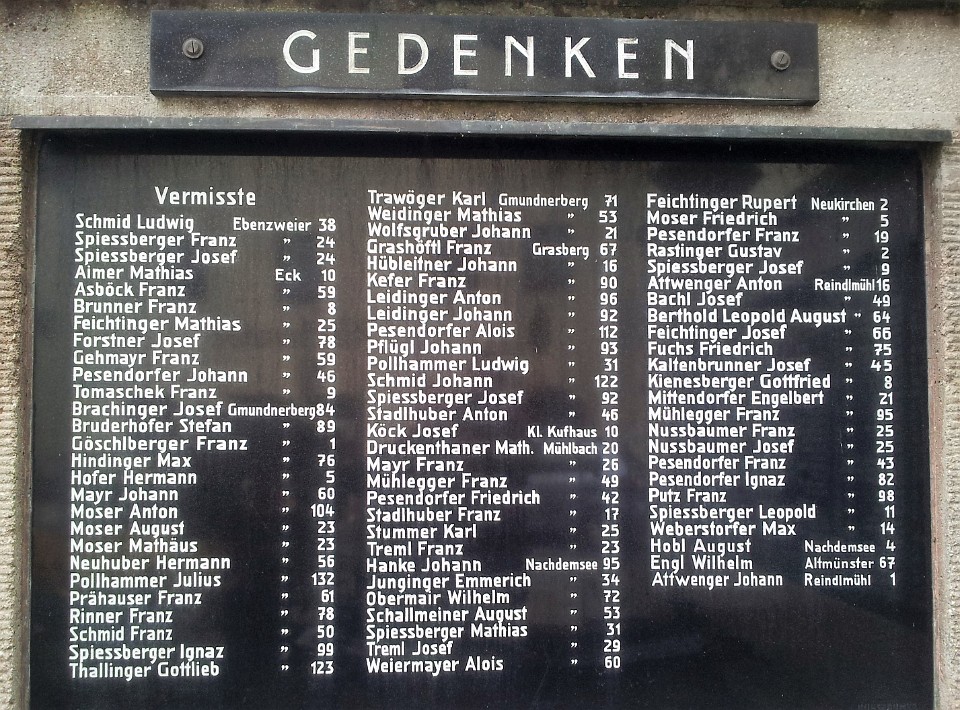 GEDENKEN
Vermisste
Schmid Ludwig Ebenzweier 38
Spiessberger Franz " 24
Spiessberger Josef " 24
Aimer Mathias Eck 10
Asböck Franz " 59
Brunner Franz " 8
Feichtinger Mathias " 25
Forstner Josef " 78
Gehmayr Franz " 59
Pesendorfer Johann " 46
Tomaschek Franz " 9
Brachinger Josef Gmundnerberg 84
Bruderhofer Stefan " 89
Göschlberger Franz " 1
Hindinger Max " 76
Hofer Hermann " 5
Mayr Johann " 60
Moser Anton " 104
Moser August " 23
Moser Mathäus " 23
Neuhuber Hermann " 56
Pollhammer Julius " 132
Prähauser Franz " 61
Rinner Franz " 78
Schmid Franz " 50
Spiessberger Ignaz " 99
Thallinger Gottlieb " 123
Trawöger Karl Gmundnerberg 71
Weidinger Mathias " 53
Wolfsgruber Johann " 21
Grashöftl Franz Grasberg 67
Hübleitner Johann " 16
Kefer Franz " 90
Leidinger Anton " 96
Leidinger Johann " 92
Pesendorfer Alois " 112
Pflügl Johann " 93
Pollhammer Ludwig " 31
Schmid Johann " 122
Spiessberger Josef " 92
Stadlhuber Anton " 46
Köck Josef Kl. Kufhaus 10
Druckenthaner Math. Mühlbach 20
Mayr Franz " 26
Mühlegger Franz " 49
Pesendorfer Friedrich " 42
Stadlhuber Franz " 17
Stummer Karl " 25
Treml Franz " 23
Hanke Johann Nachdemsee 95
Junginger Emmerich " 34
Obermair Wilhelm " 72
Schallmeiner August " 53
Spiessberger Mathias " 31
Treml Josef " 29
Weiermayer Alois " 60
Feichtinger Rupert Neukirchen 2
Moser Friedrich " 5
Pesendorfer Franz " 19
Rastinger Gustav " 2
Spiessberger Josef " 9
Attwenger Anton Reindlmühl 16
Bachl Josef " 49
Berthold Leopold August " 64
Feichtinger Josef " 66
Fuchs Friedrich " 75
Kaltenbrunner Josef " 45
Kienesberger Gottfried " 8
Mittendorfer Engelbert " 21
Mühlegger Franz " 95
Nussbaumer Franz " 25
Nussbaumer Josef " 25
Pesendorfer Franz " 43
Pesendorfer Ignaz " 82
Putz Franz " 98
Spiessberger Leopold " 11
Weberstorfer Max " 14
Hobl August Nachdemsee 4
Engl Wilhelm Altmünster 67
Attwenger Johann Reindlmühl 1